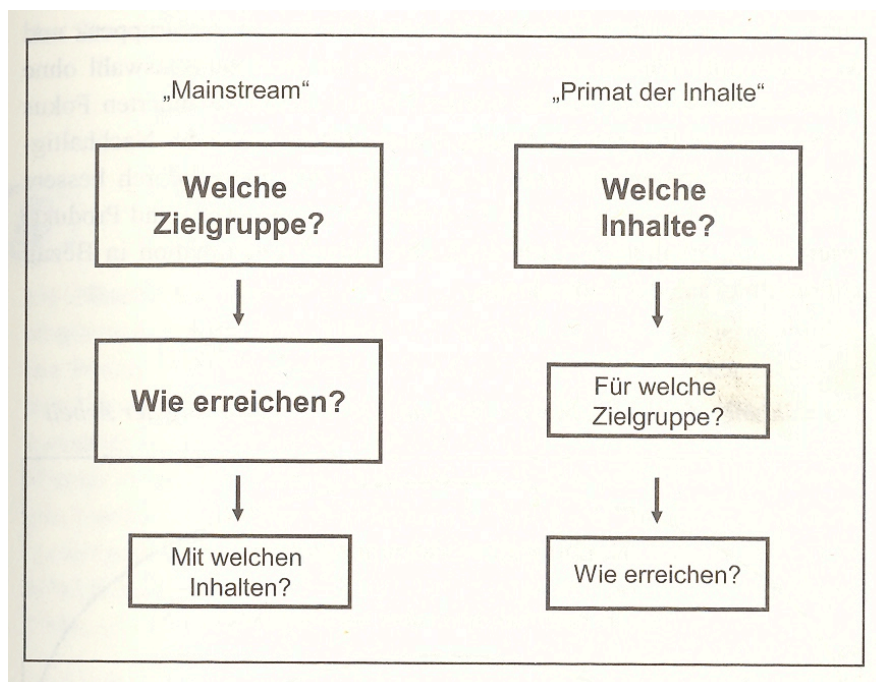 „Mainstream“
Welche
Zielgruppe?
Wie erreichen?
Mit welchen
Inhalten?
„Primat der Inhalte“
Welche
Inhalte?
Für welche
Zielgruppe?
Wie erreichen?